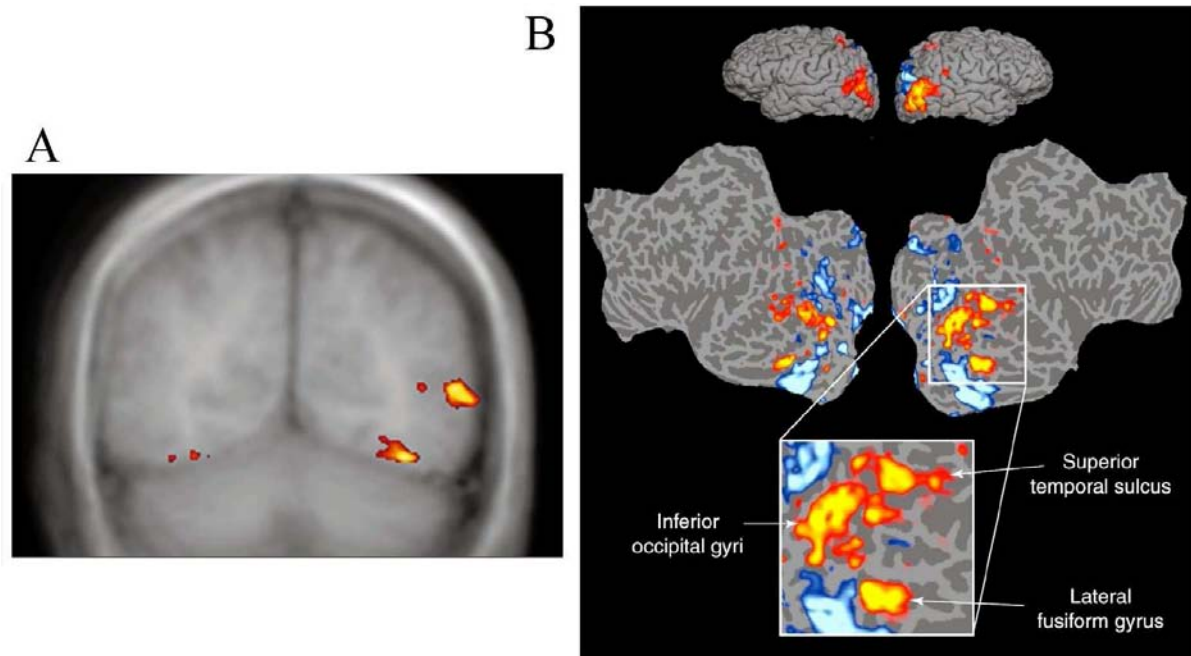 A
B
Superior
temporal sulcus
Inferior
occipital gyri
Lateral
fusiform gyrus